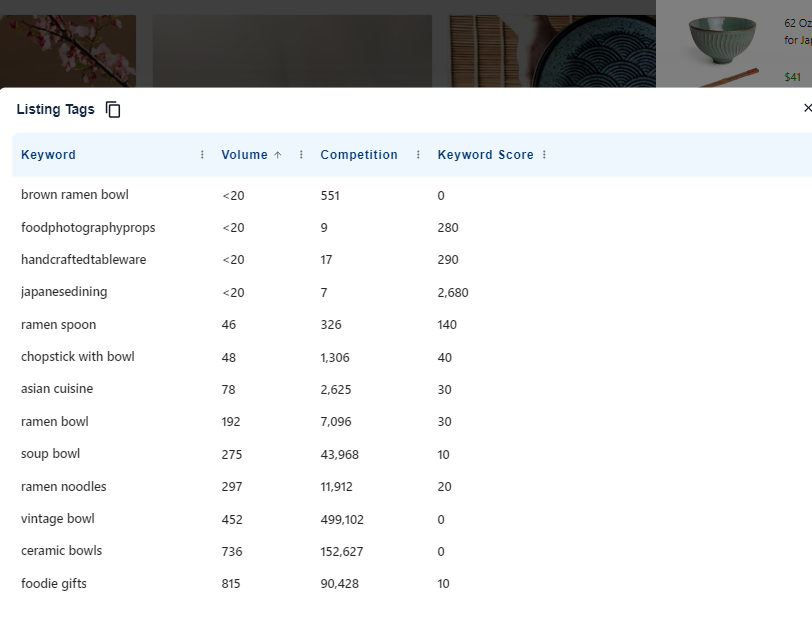 62 Oz
for Ja
$41
Listing Tags
Keyword Volume Competition Keyword Score
brown ramen bowl <20 551 0
foodphotographyprops <20 9 280
handcraftedtableware <20 17 290
japanesedining <20 7 2,680
ramen spoon 46 326 140
chopstick with bowl 48 1,306 40
asian cuisine 78 2,625 30
ramen bowl 192 7,096 30
soup bowl 275 43,968 10
ramen noodles 297 11,912 20
vintage bowl 452 499,102 0
ceramic bowls 736 152,627 0
foodie gifts 815 90,428 10